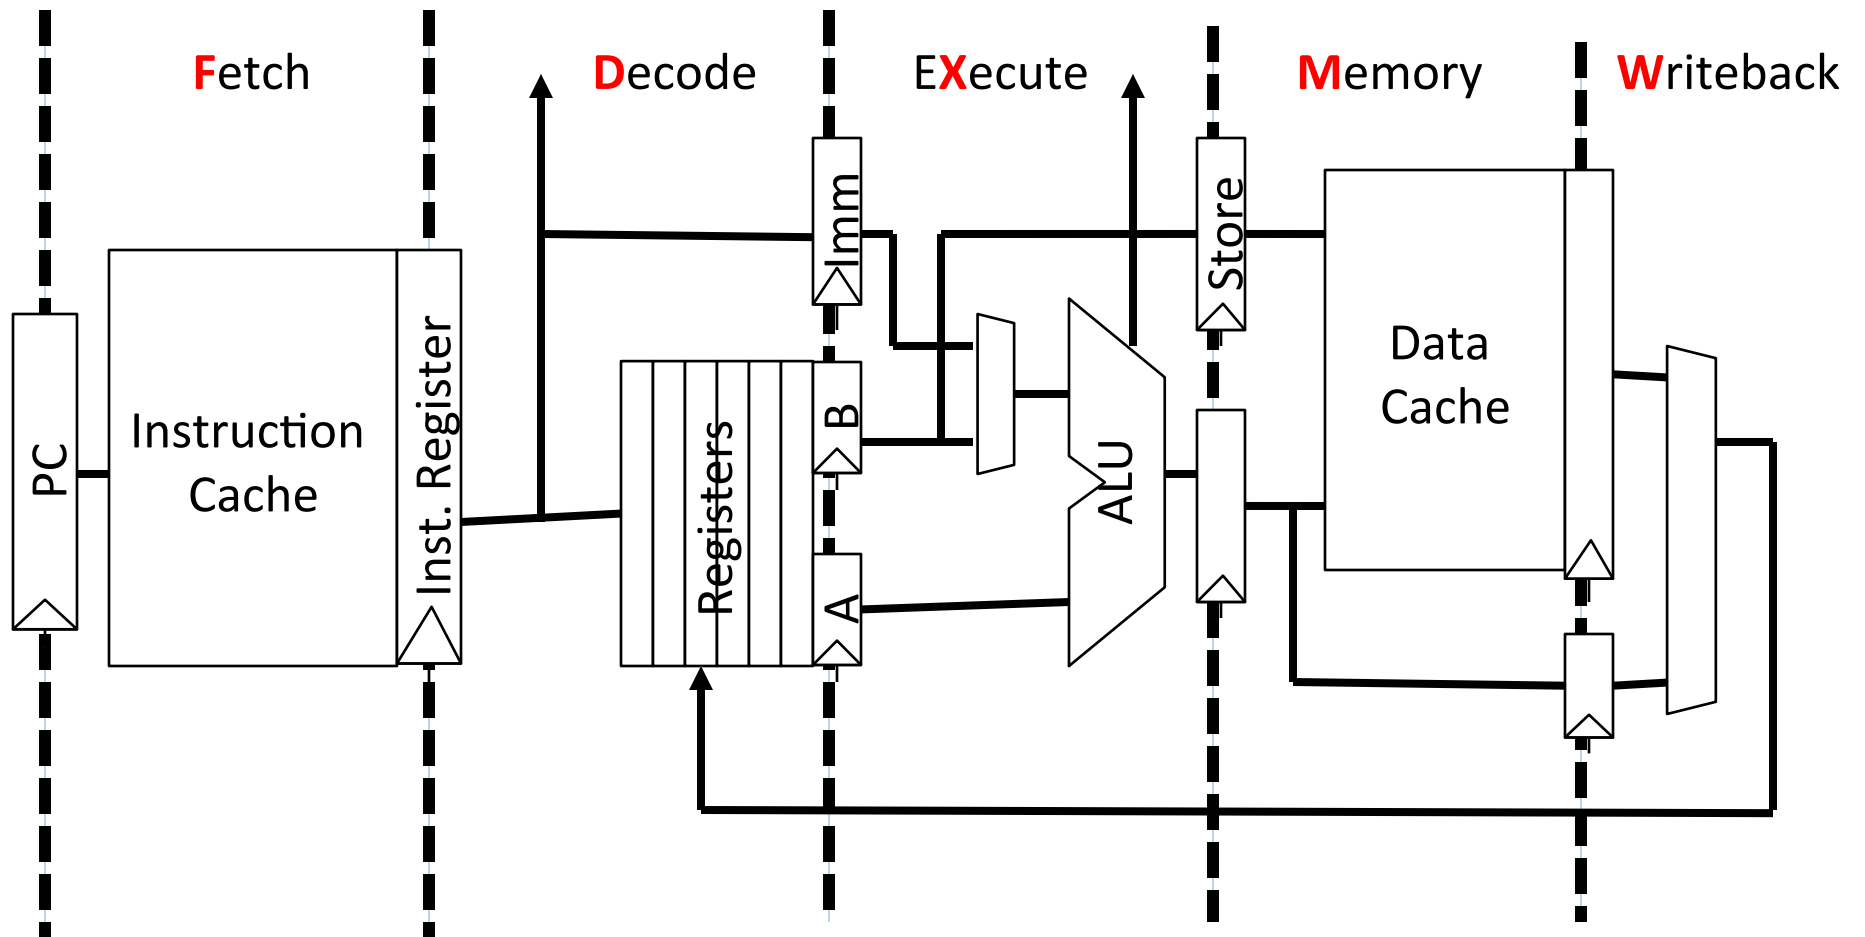 Fetch
Decode
EXecute
Memory
Writeback
PC
Instruction
Cache
Inst. Register
Registers
Imm
B
A
ALU
Store
Data
Cache